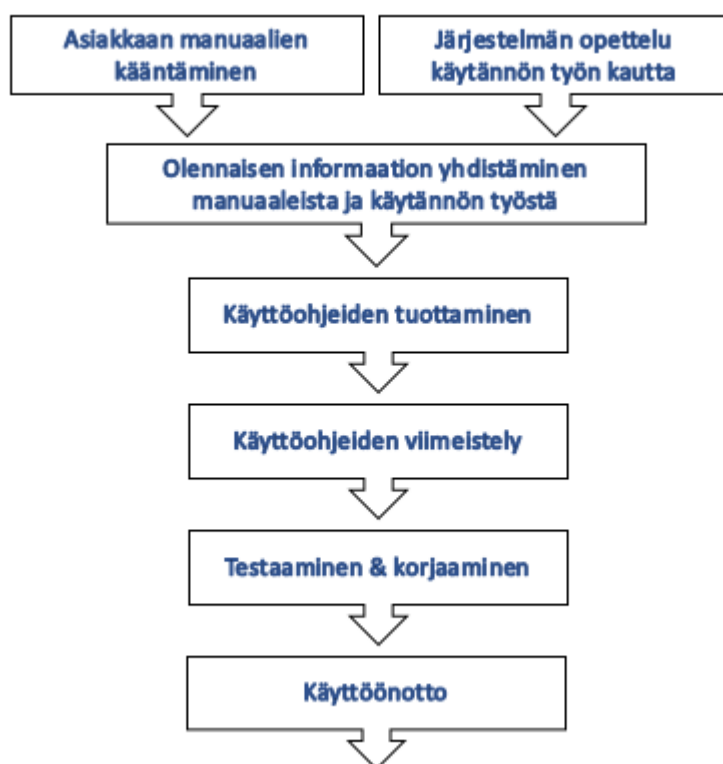 Asiakkaan manuaalien
kääntäminen
Järjestelmän opettelu
käytännön työn kautta
Olennaisen informaation yhdistäminen
manuaaleista ja käytännön työstä
Käyttöohjeiden tuottaminen
Käyttöohjeiden viimeistely
Testaaminen & korjaaminen
Käyttöönotto